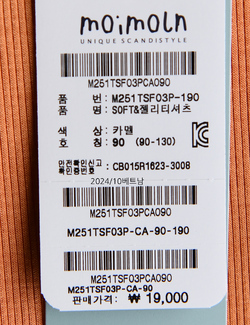 moimoln
UNIQUE SCANDISTYLE
M251TSF03PCA090
품 번: M251TSF03P-190
품 명: SOFT&젤리티셔츠
색 상: 카멜
호 칭: 90 (90-130)
안전확인신고
확인증번호 : CB015R1623-3008
2024/10베트남
M251TSF03PCA090
M251TSF03P-CA-90-190
M251TSF03PCA090
M251TSF03P-CA-90
판매가격: ₩ 19,000